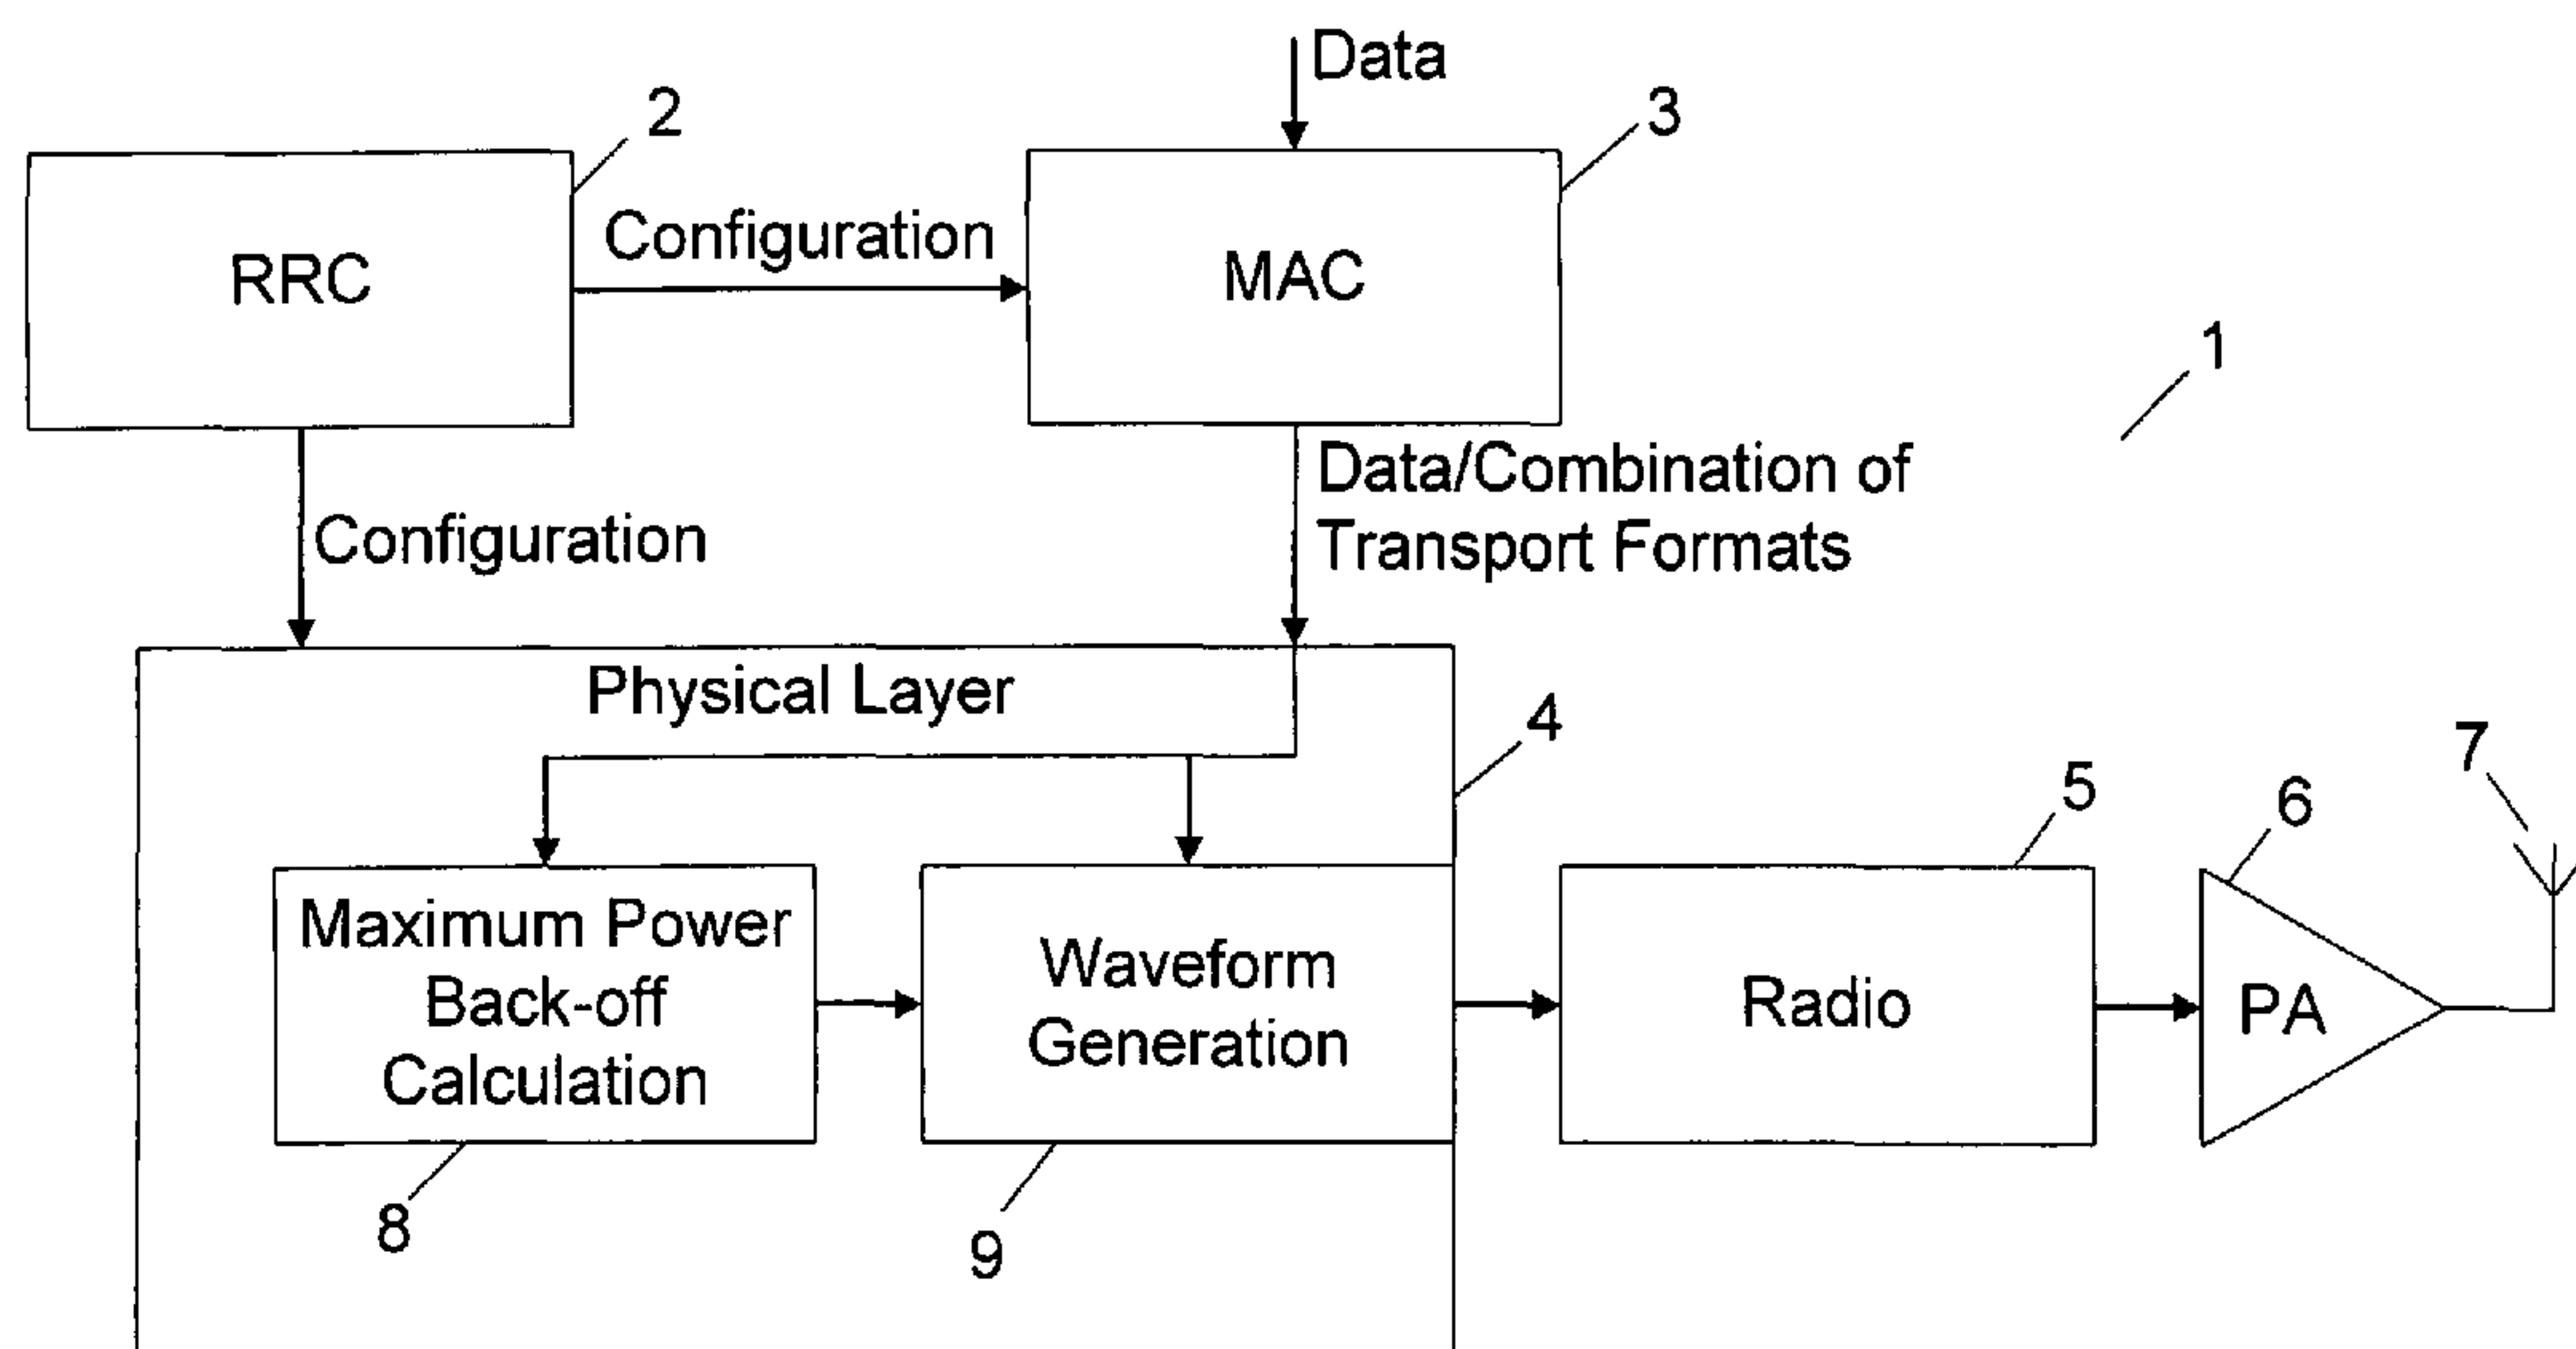 Data
2
3
Configuration
RRC
MAC
1
Data/Combination of
Transport Formats
Configuration
Physical Layer
4
5
6
7
Maximum Power
Back-off
Calculation
Waveform
Generation
Radio
PA
8
9